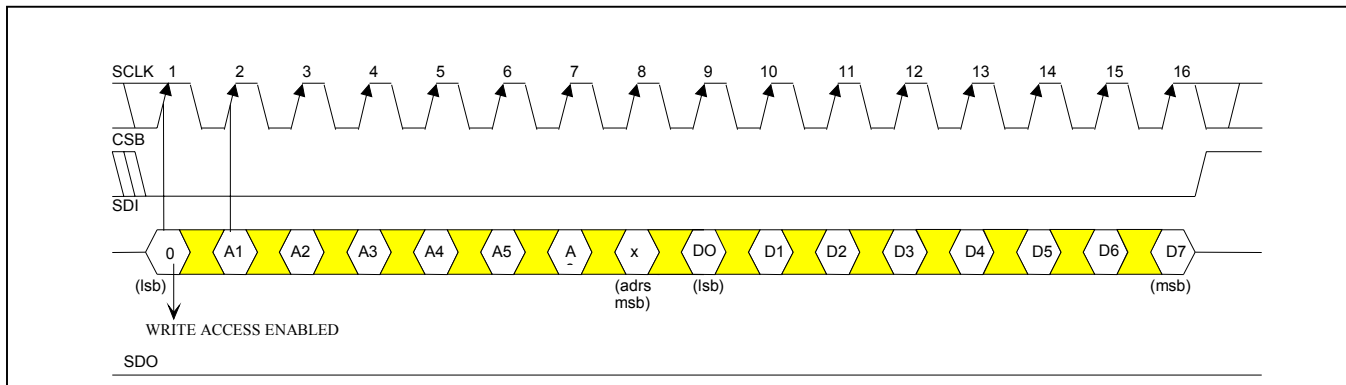 SCLK 1 2 3 4 5 6 7 8 9 10 11 12 13 14 15 16
CSB
SDI
0 A1 A2 A3 A4 A5 A x DO D1 D2 D3 D4 D5 D6 D7
(lsb) (adrs msb) (lsb) (msb)
WRITE ACCESS ENABLED
SDO